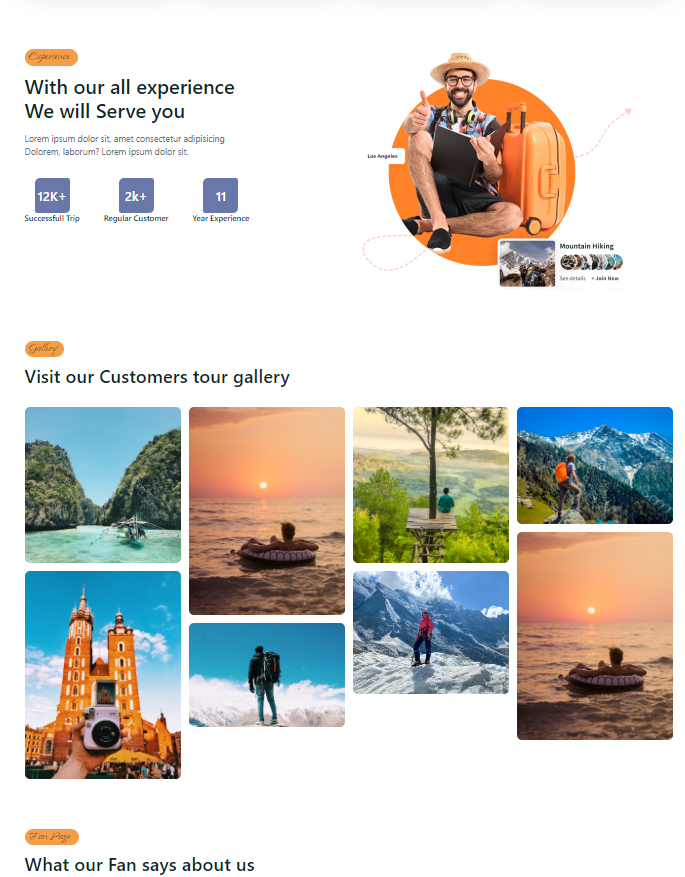 Experience
With our all experience
We will Serve you
Lorem ipsum dolor sit, amet consectetur adipisicing
Dolorem, laborum? Lorem ipsum dolor sit.
12K+
Successfull Trip
2k+
Regular Customer
11
Year Experience
Los Angeles
Mountain Hiking
See details
+ Join Now
Gallery
Visit our Customers tour gallery
Fan Page
What our Fan says about us